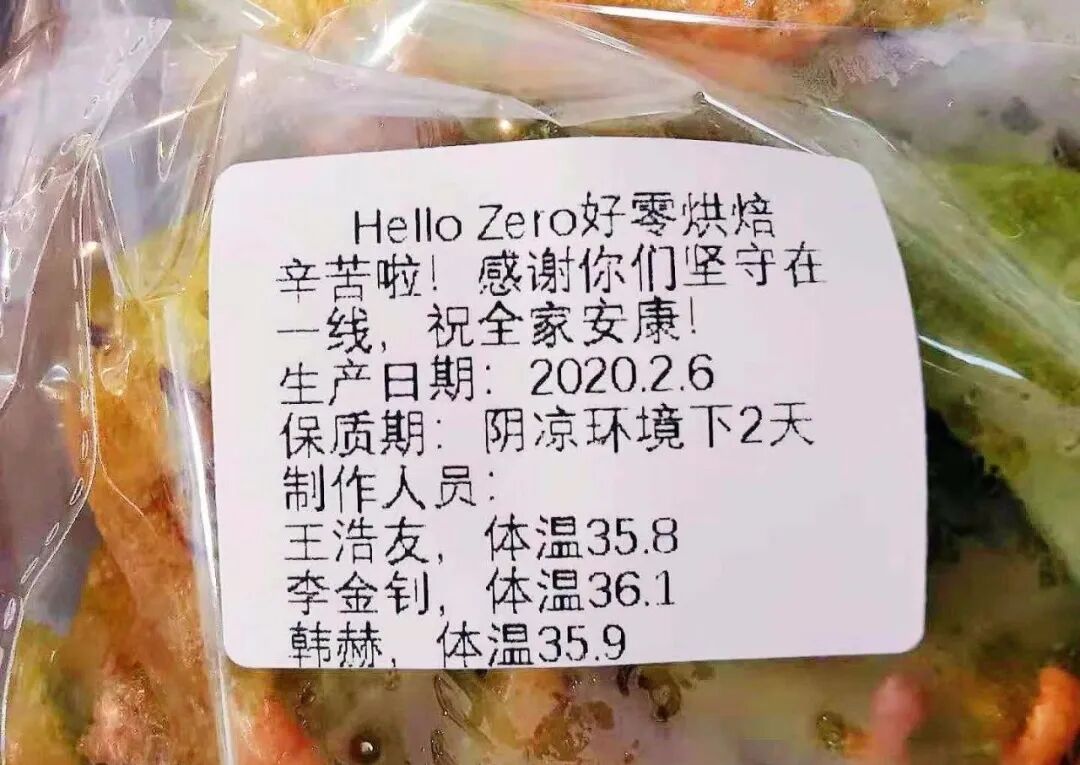 Hello Zero好零烘焙
辛苦啦！感谢你们坚守在
一线，祝全家安康！
生产日期：2020.2.6
保质期：阴凉环境下2天
制作人员：
王浩友，体温35.8
李金钊，体温36.1
韩赫，体温35.9